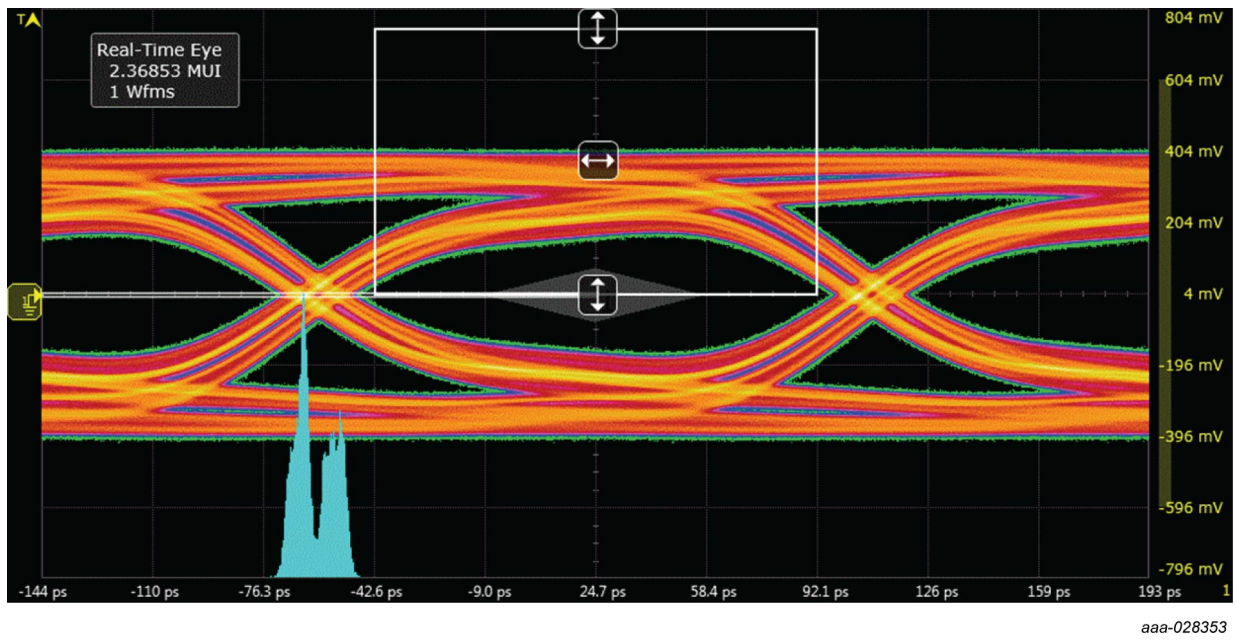 T
804 mV
Real-Time Eye
2.36853 MUI
1 Wfms
604 mV
404 mV
204 mV
4 mV
-196 mV
-396 mV
-596 mV
-796 mV
-144 ps -110 ps -76.3 ps -42.6 ps -9.0 ps 24.7 ps 58.4 ps 92.1 ps 126 ps 159 ps 193 ps 1
aaa-028353